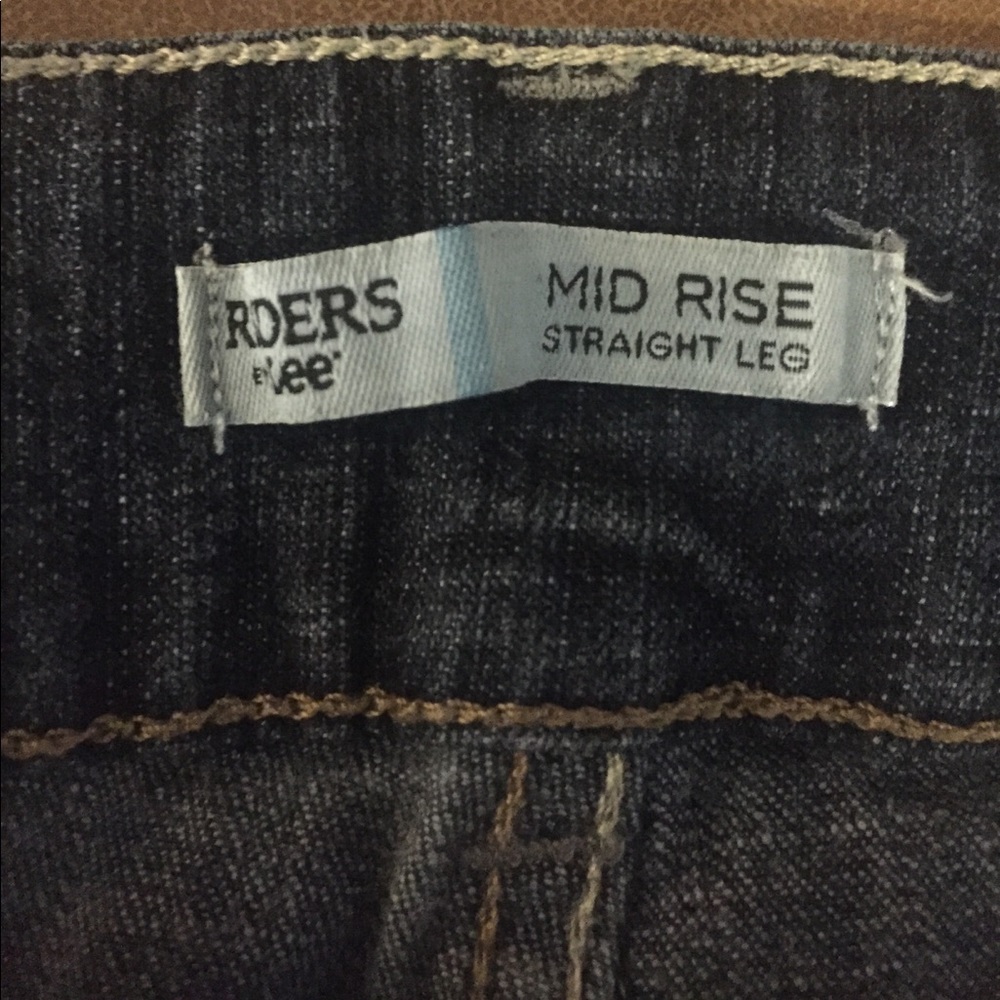 RDERS
BY Lee
MID RISE
STRAIGHT LEG